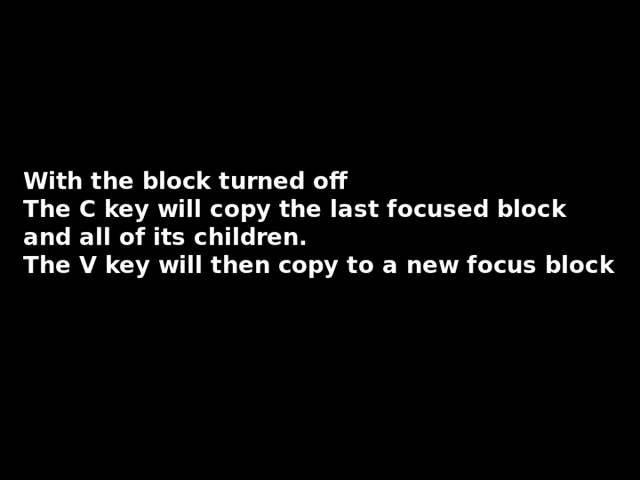 With the block turned off
The C key will copy the last focused block
and all of its children.
The V key will then copy to a new focus block